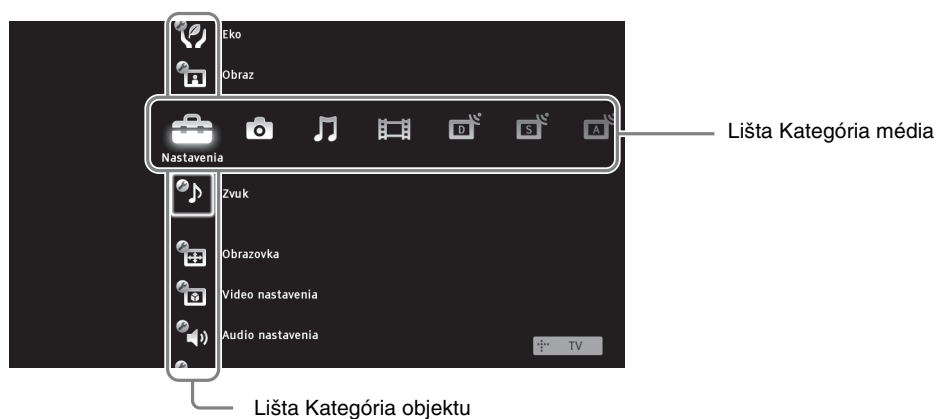 Eko
Obraz
D
S
A
Lišta Kategória média
Nastavenia
Zvuk
Obrazovka
Video nastavenia
Audio nastavenia
TV
Lišta Kategória objektu